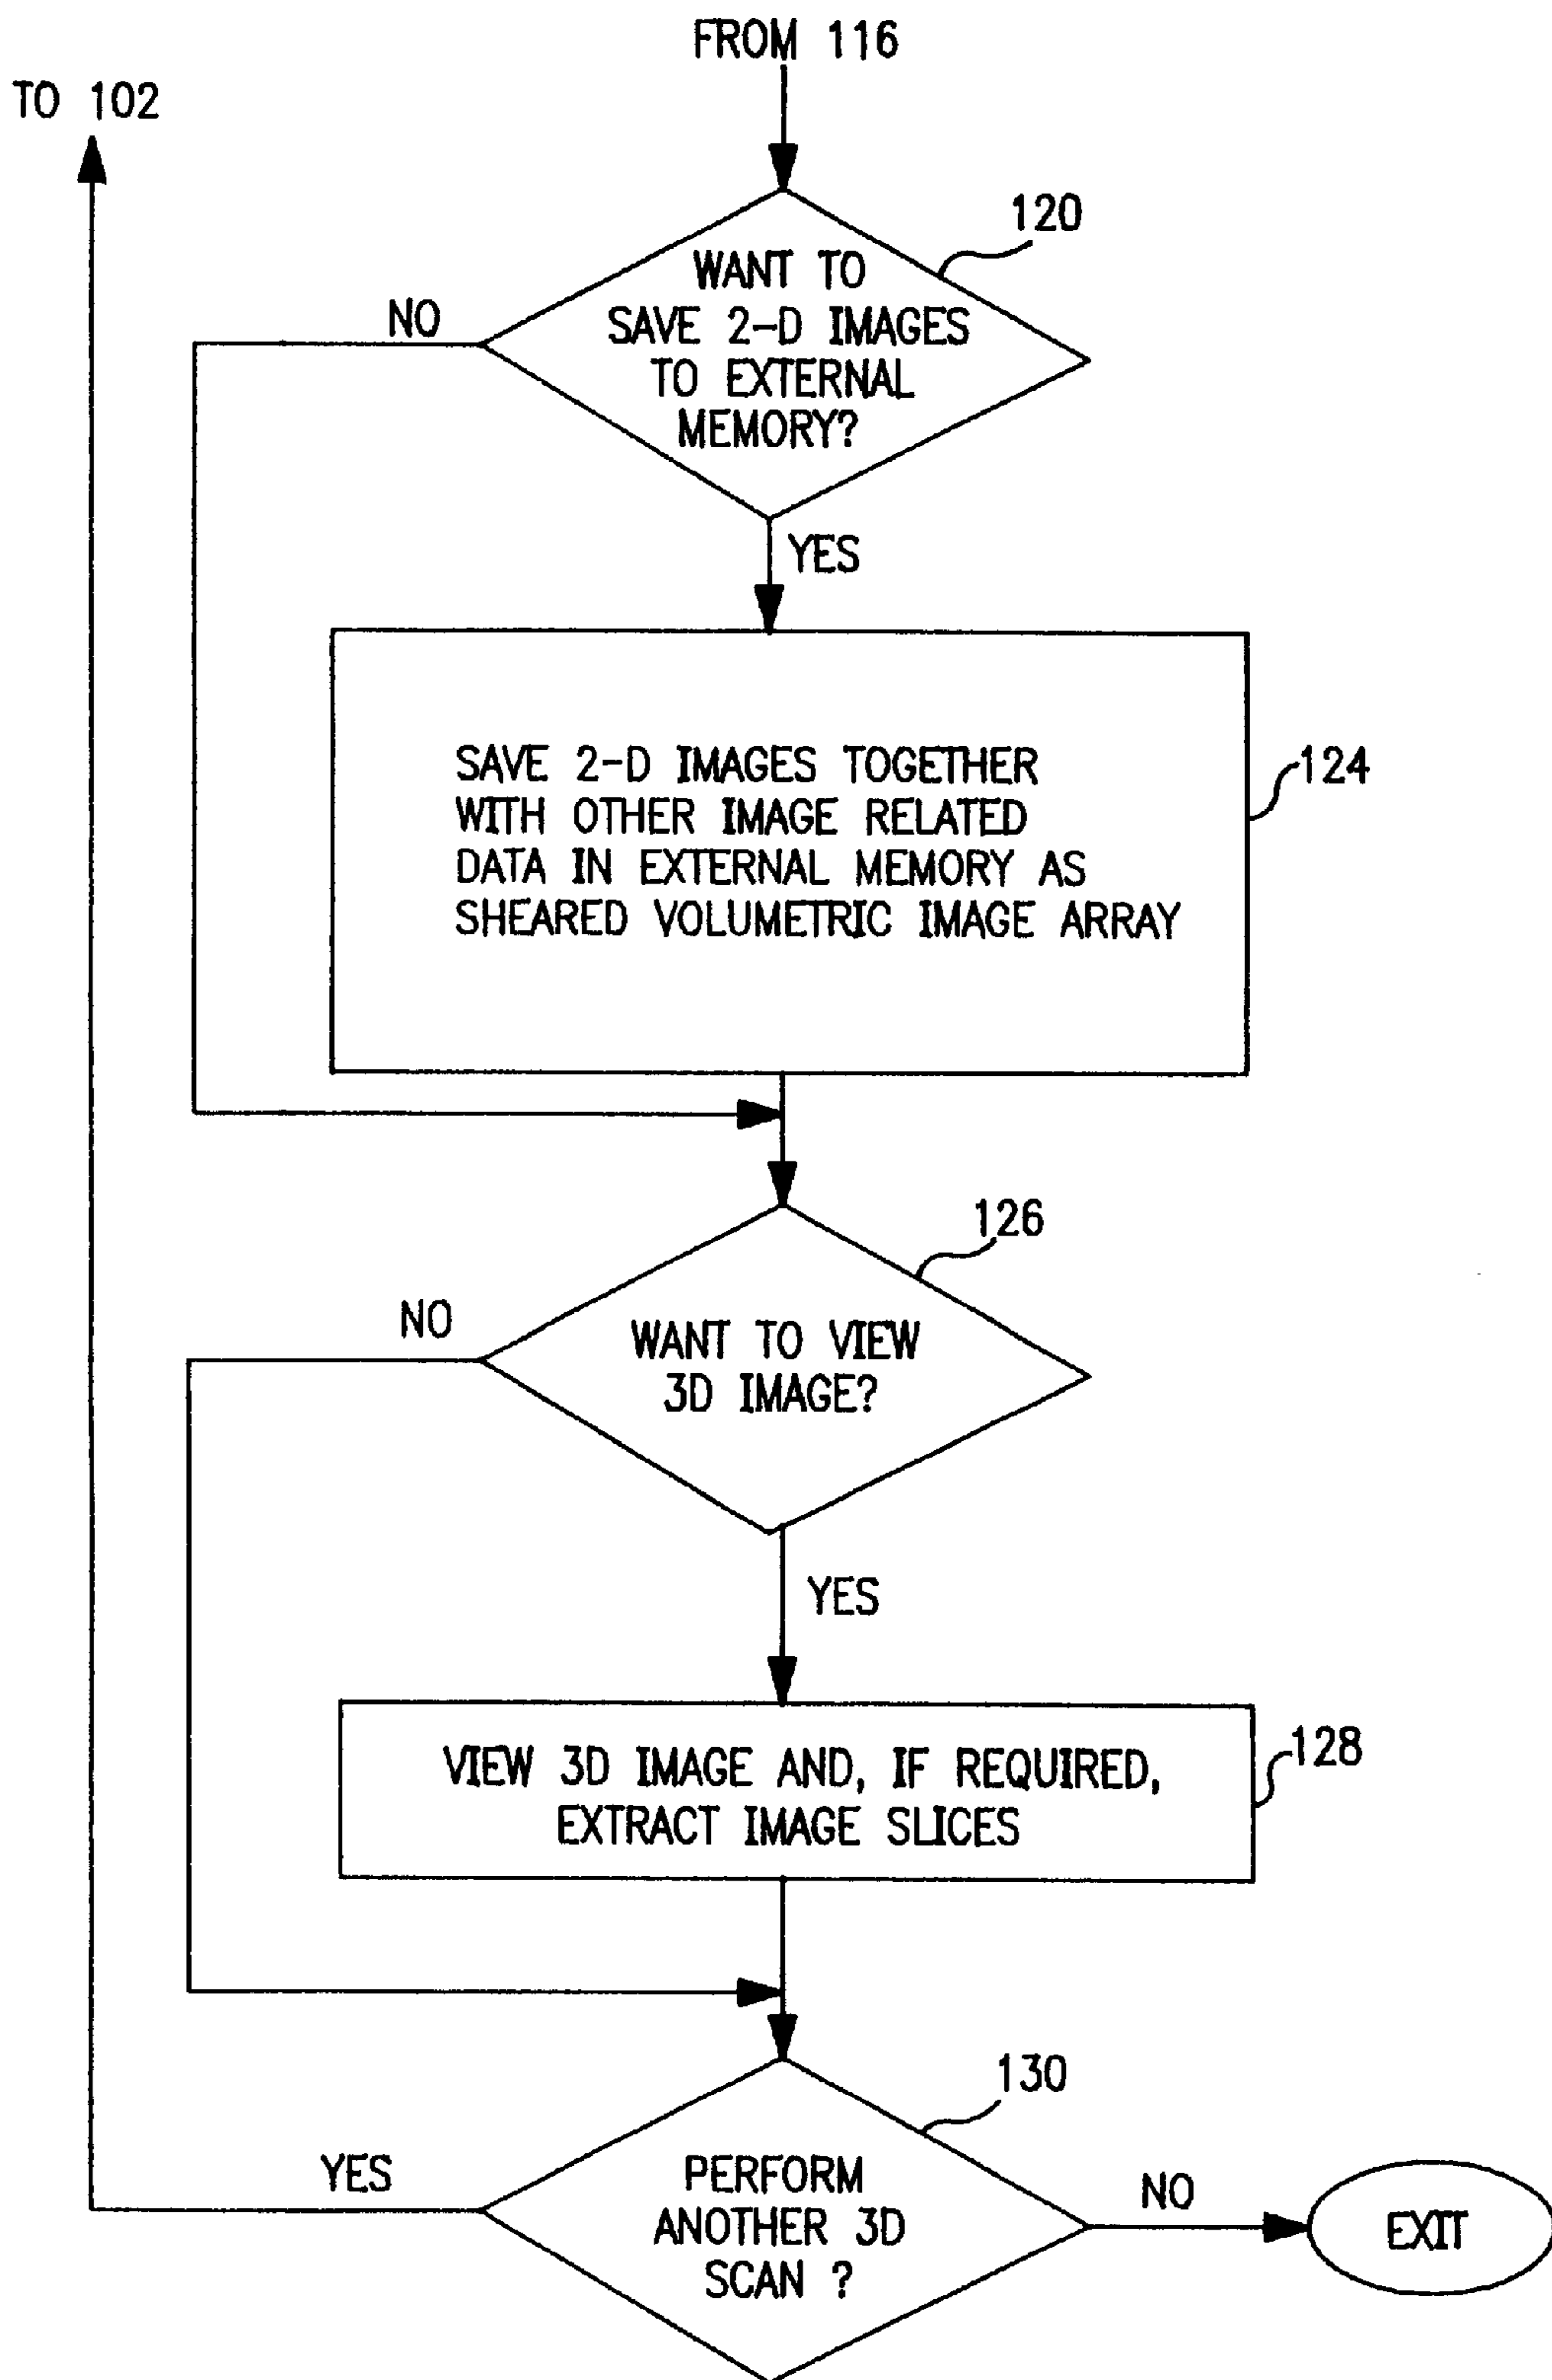 FROM 116
TO 102
120
WANT TO
SAVE 2-D IMAGES
TO EXTERNAL
MEMORY?
NO
YES
SAVE 2-D IMAGES TOGETHER
WITH OTHER IMAGE RELATED
DATA IN EXTERNAL MEMORY AS
SHEARED VOLUMETRIC IMAGE ARRAY
124
126
NO
WANT TO VIEW
3D IMAGE?
YES
VIEW 3D IMAGE AND, IF REQUIRED,
EXTRACT IMAGE SLICES
128
130
YES
PERFORM
ANOTHER 3D
SCAN ?
NO
EXIT